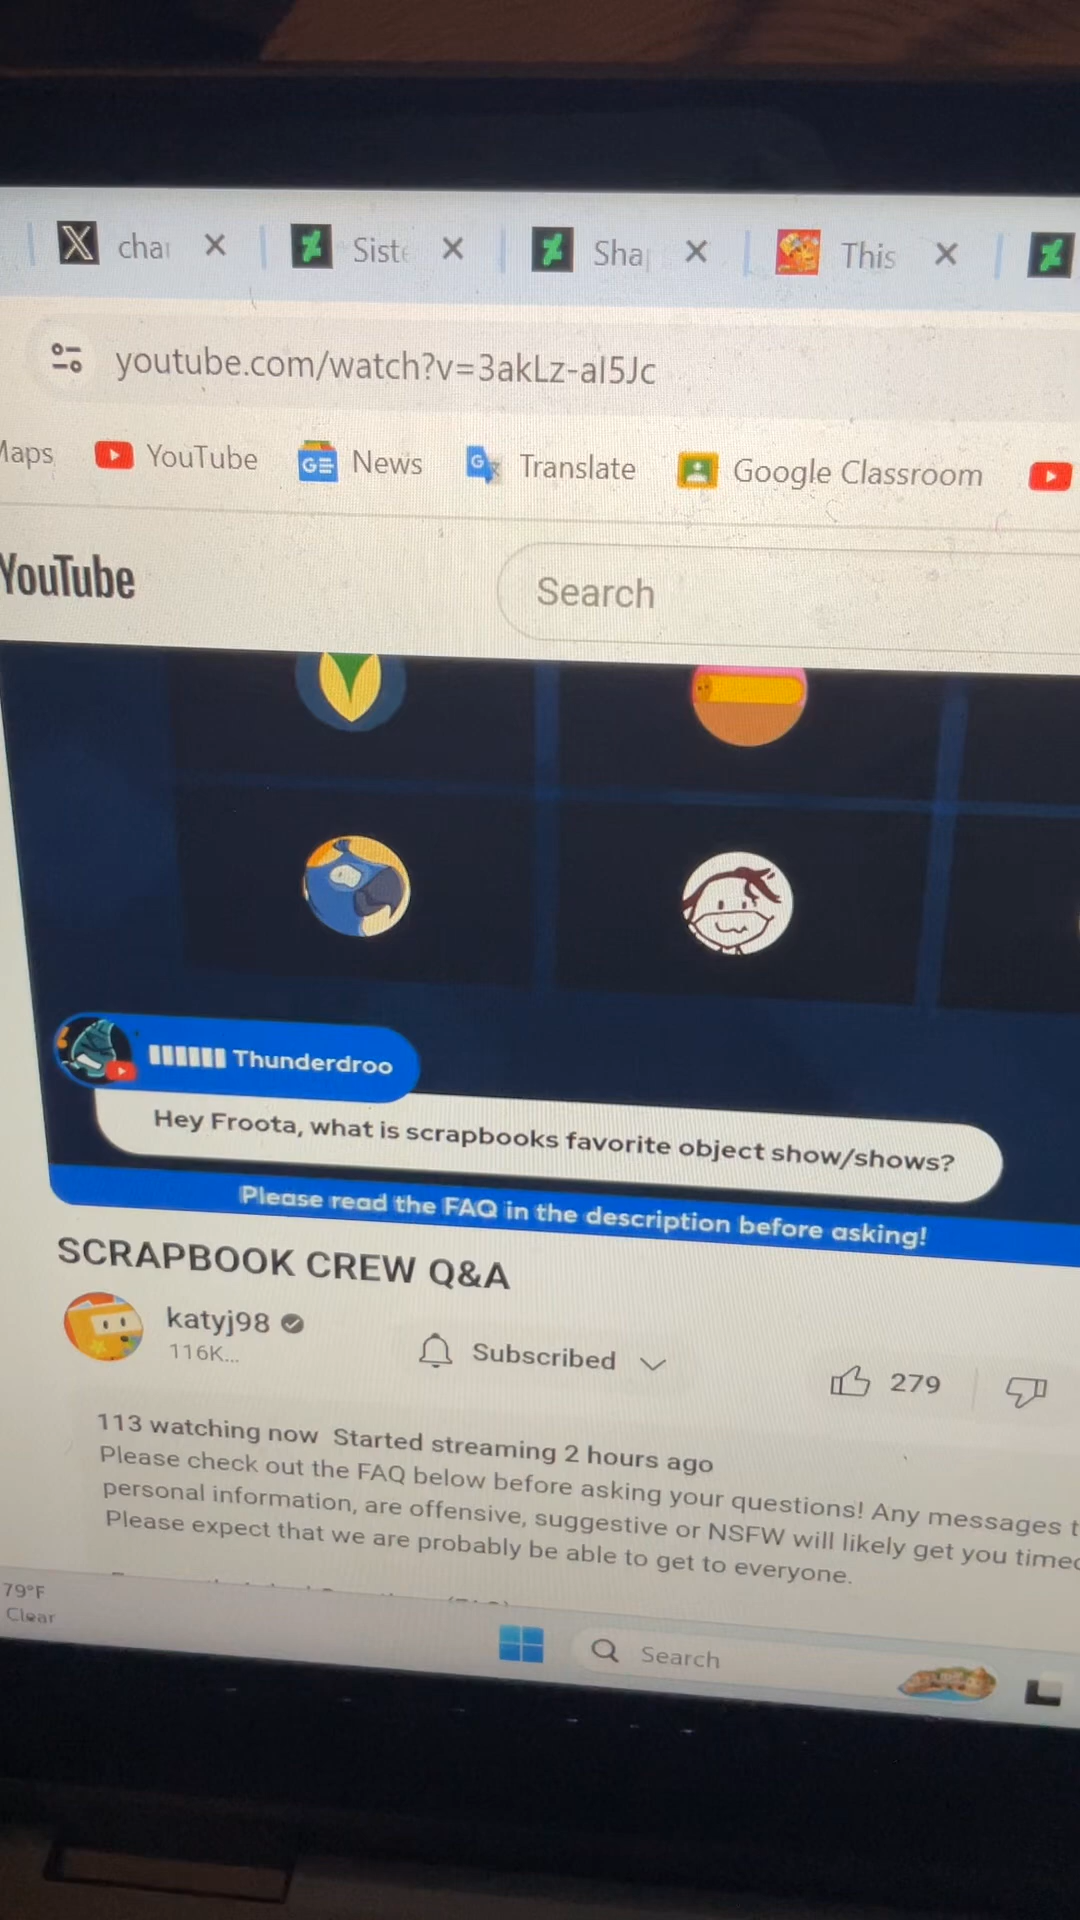 cha
Siste
Sha
This
youtube.com/watch?v=3akLz-aI5Jc
Maps YouTube News Translate Google Classroom
YouTube
Search
Thunderdroo
Hey Froota, what is scrapbooks favorite object show/shows?
Please read the FAQ in the description before asking!
SCRAPBOOK CREW Q&A
katyj98
116K...
Subscribed
279
113 watching now Started streaming 2 hours ago
Please check out the FAQ below before asking your questions! Any messages t
personal information, are offensive, suggestive or NSFW will likely get you timed
Please expect that we are probably be able to get to everyone.
79°F
Clear
Search